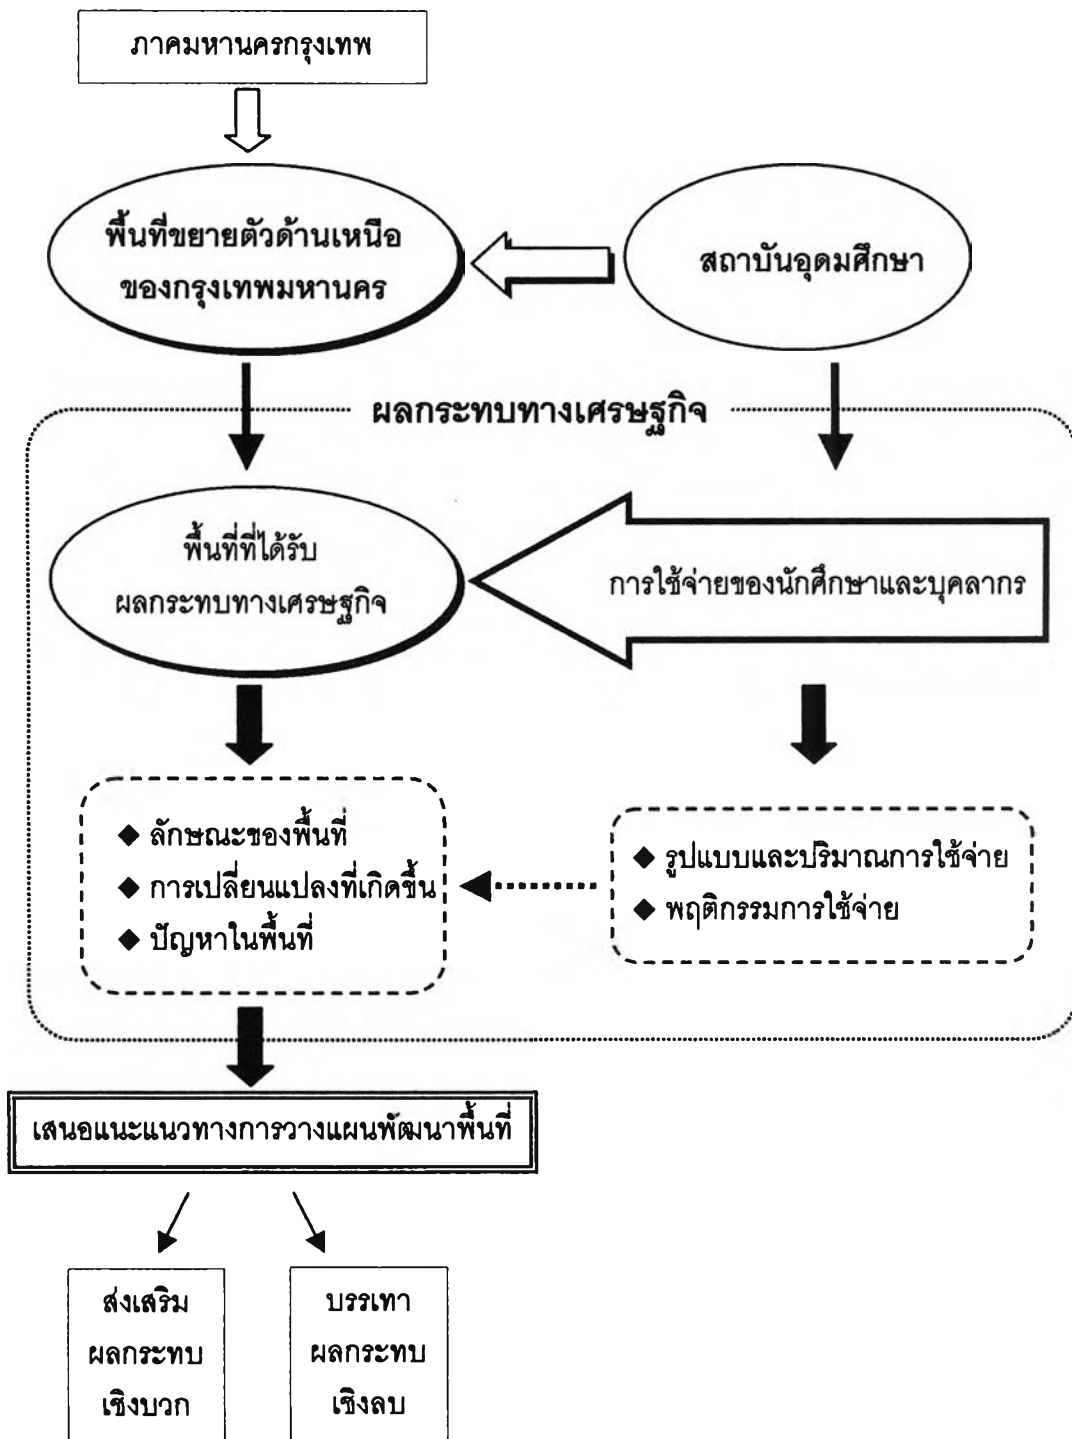 ภาคมหานครกรุงเทพ
พื้นที่ขยายตัวด้านเหนือ
ของกรุงเทพมหานคร
สถาบันอุดมศึกษา
ผลกระทบทางเศรษฐกิจ
พื้นที่ที่ได้รับ
ผลกระทบทางเศรษฐกิจ
การใช้จ่ายของนักศึกษาและบุคลากร
◆ ลักษณะของพื้นที่
◆ การเปลี่ยนแปลงที่เกิดขึ้น
◆ ปัญหาในพื้นที่
◆ รูปแบบและปริมาณการใช้จ่าย
◆ พฤติกรรมการใช้จ่าย
เสนอแนะแนวทางการวางแผนพัฒนาพื้นที่
ส่งเสริม
ผลกระทบ
เชิงบวก
บรรเทา
ผลกระทบ
เชิงลบ